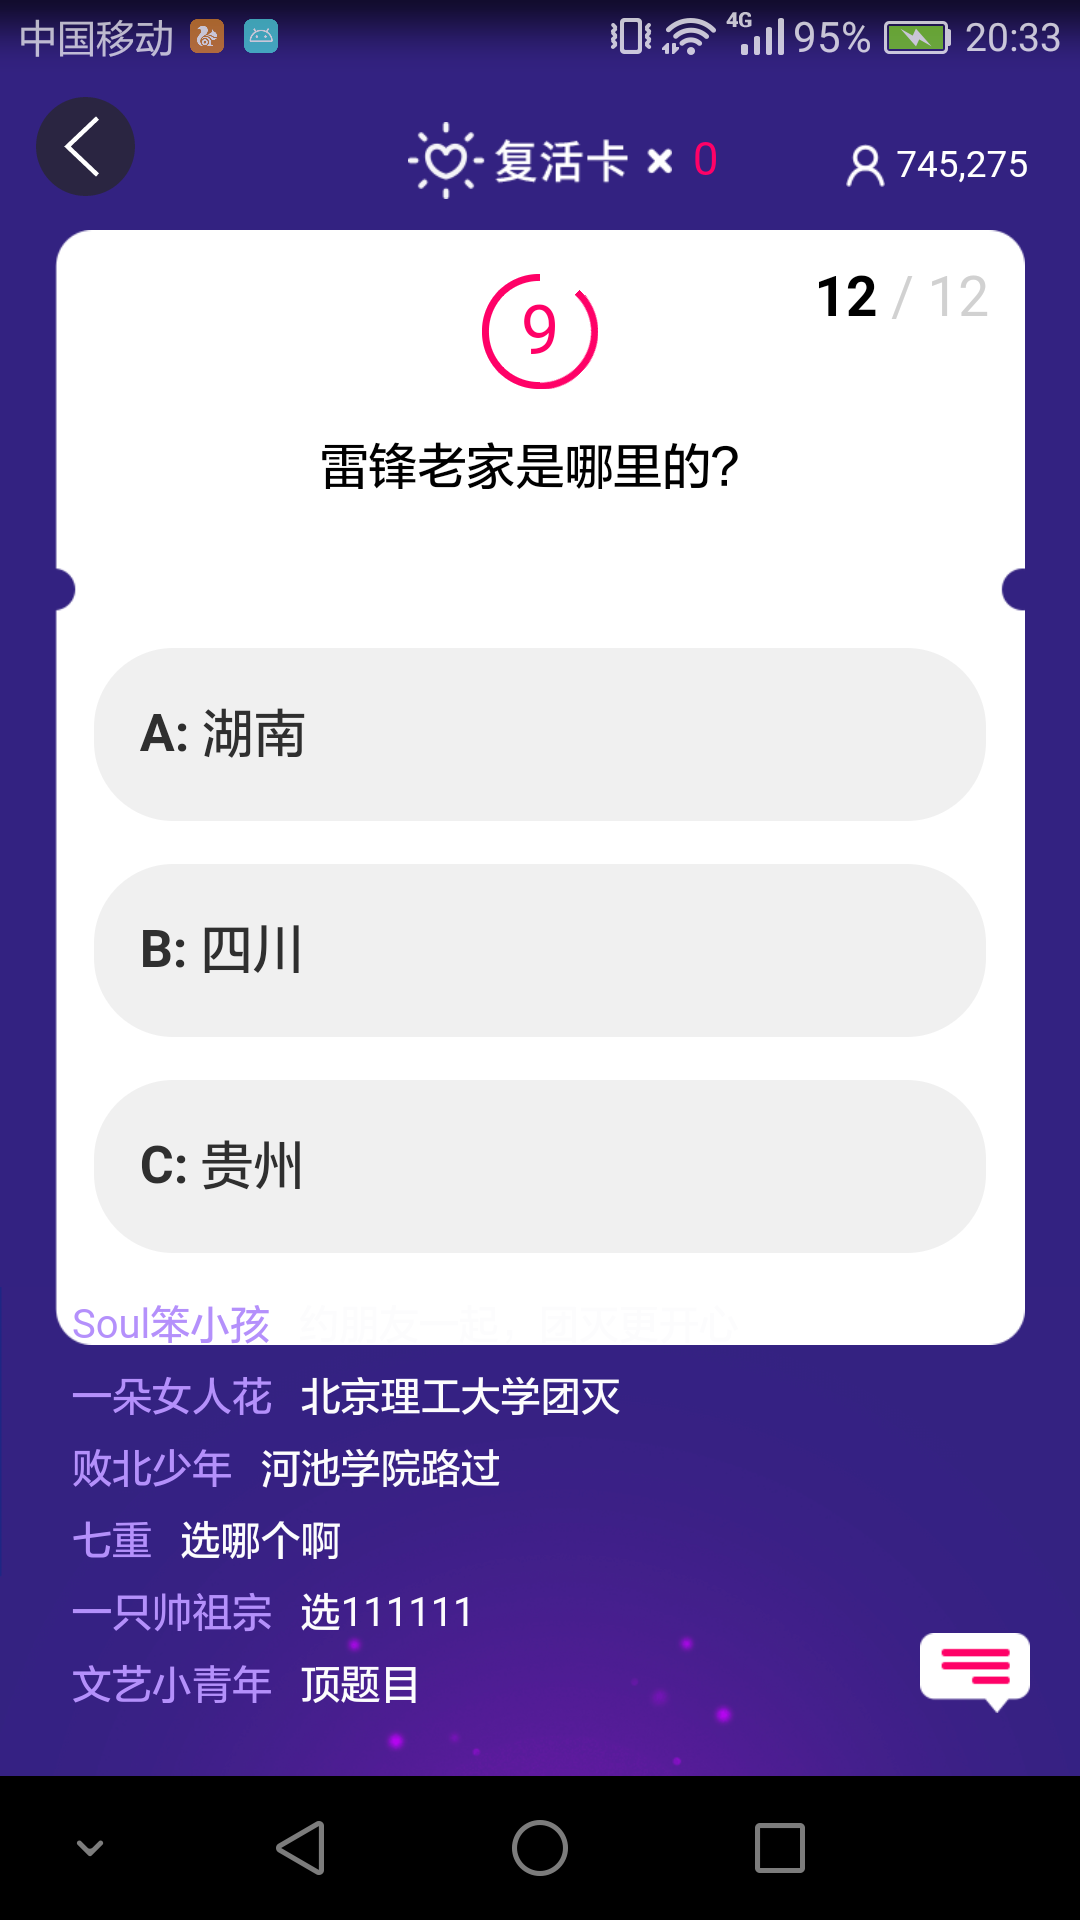 中国移动 4G 95% 20:33
复活卡 × 0 745,275
9 12 / 12
雷锋老家是哪里的?
A: 湖南
B: 四川
C: 贵州
Soul笨小孩 约朋友一起，团灭更开心
一朵女人花 北京理工大学团灭
败北少年 河池学院路过
七重 选哪个啊
一只帅祖宗 选111111
文艺小青年 顶题目